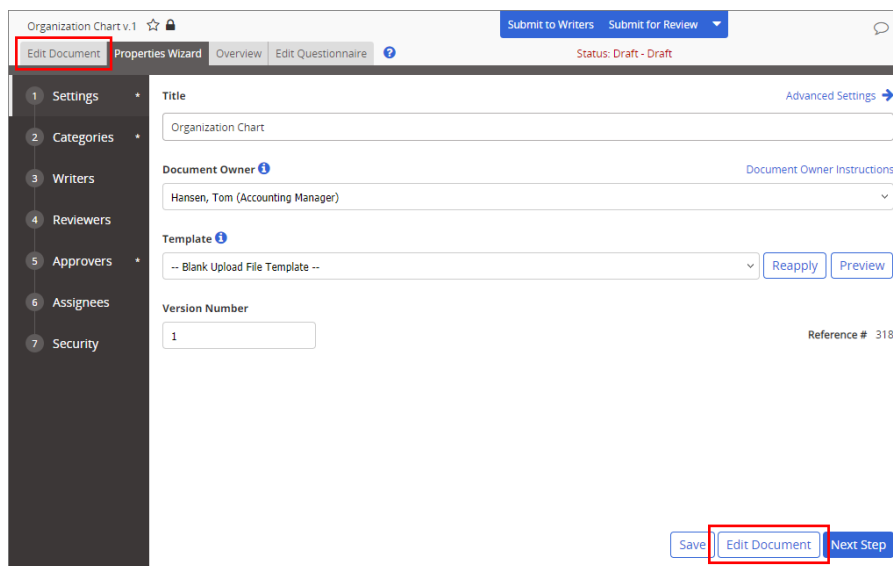 Organization Chart v.1
Submit to Writers Submit for Review
Edit Document Properties Wizard Overview Edit Questionnaire ?
Status: Draft - Draft
1 Settings *
2 Categories *
3 Writers
4 Reviewers
5 Approvers *
6 Assignees
7 Security
Title
Advanced Settings
Organization Chart
Document Owner i
Document Owner Instructions
Hansen, Tom (Accounting Manager)
Template i
-- Blank Upload File Template --
Reapply Preview
Version Number
1
Reference # 318
Save Edit Document Next Step